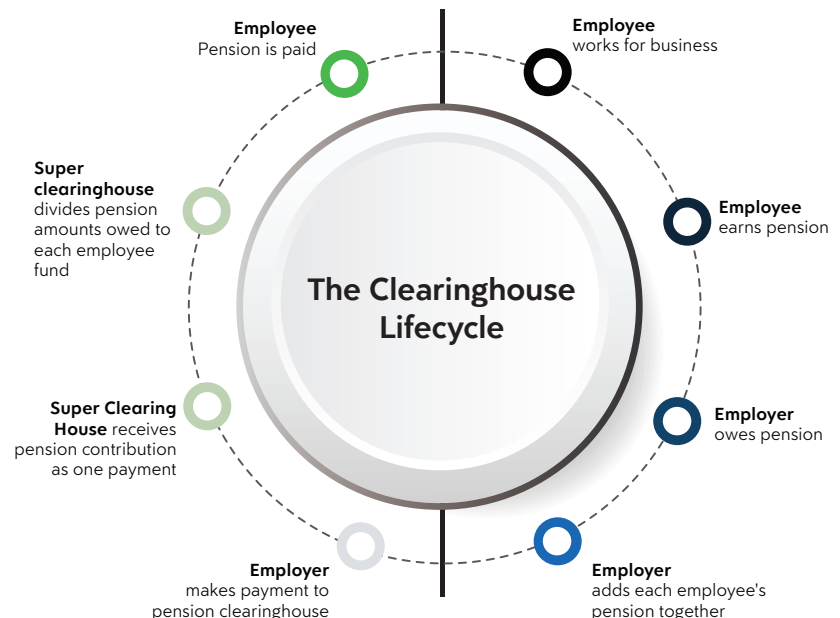 Employee
Pension is paid
Employee
works for business
Super
clearinghouse
divides pension
amounts owed to
each employee
fund
Employee
earns pension
The Clearinghouse
Lifecycle
Super Clearing
House receives
pension contribution
as one payment
Employer
owes pension
Employer
makes payment to
pension clearinghouse
Employer
adds each employee's
pension together